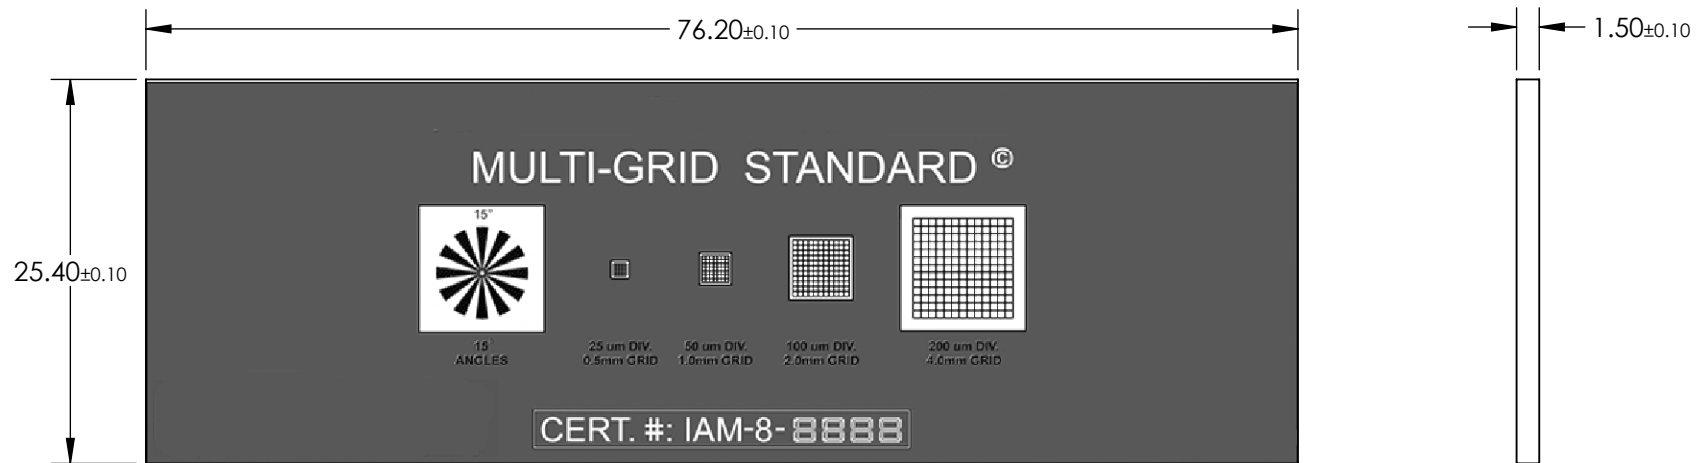 76.20±0.10
1.50±0.10
25.40±0.10
MULTI-GRID STANDARD ©
15°
15°
ANGLES
25 um DIV.
0.5mm GRID
50 um DIV.
1.0mm GRID
100 um DIV.
2.0mm GRID
200 um DIV.
4.0mm GRID
CERT. #: IAM-8-8888